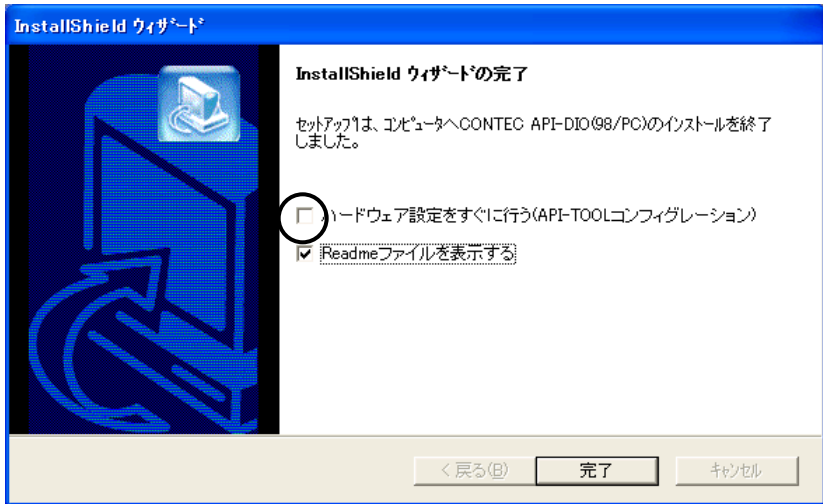 InstallShield ウィザード
InstallShield ウィザードの完了
セットアップは、コンピュータへCONTEC API-DIO(98/PC)のインストールを終了
しました。
ハードウェア設定をすぐに行う(API-TOOLコンフィグレーション)
Readmeファイルを表示する
< 戻る(B)
完了
キャンセル